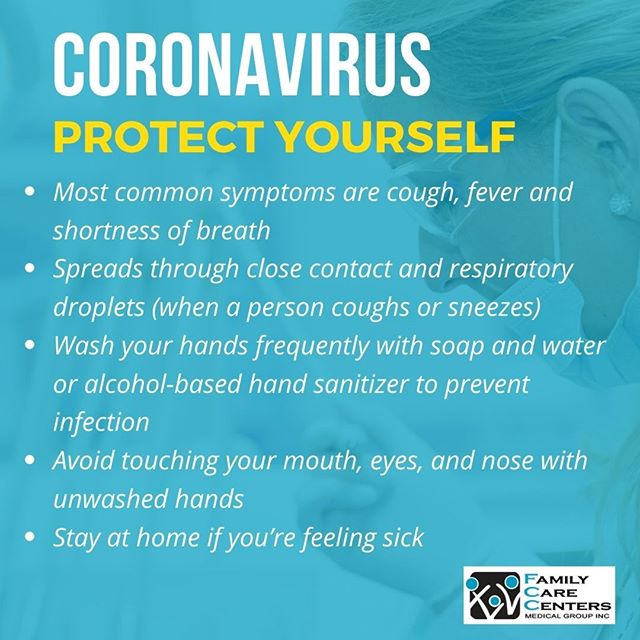 CORONAVIRUS
PROTECT YOURSELF
• Most common symptoms are cough, fever and
shortness of breath
• Spreads through close contact and respiratory
droplets (when a person coughs or sneezes)
• Wash your hands frequently with soap and water
or alcohol-based hand sanitizer to prevent
infection
• Avoid touching your mouth, eyes, and nose with
unwashed hands
• Stay at home if you’re feeling sick
FAMILY
CARE
CENTERS
MEDICAL GROUP INC